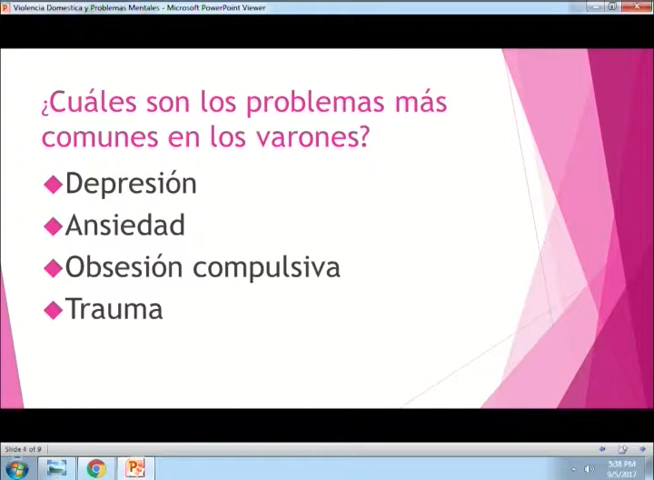 Violencia Domestica y Problemas Mentales - Microsoft PowerPoint Viewer
¿Cuáles son los problemas más
comunes en los varones?
Depresión
Ansiedad
Obsesión compulsiva
Trauma
Slide 4 of 9
3:38 PM
9/5/2017